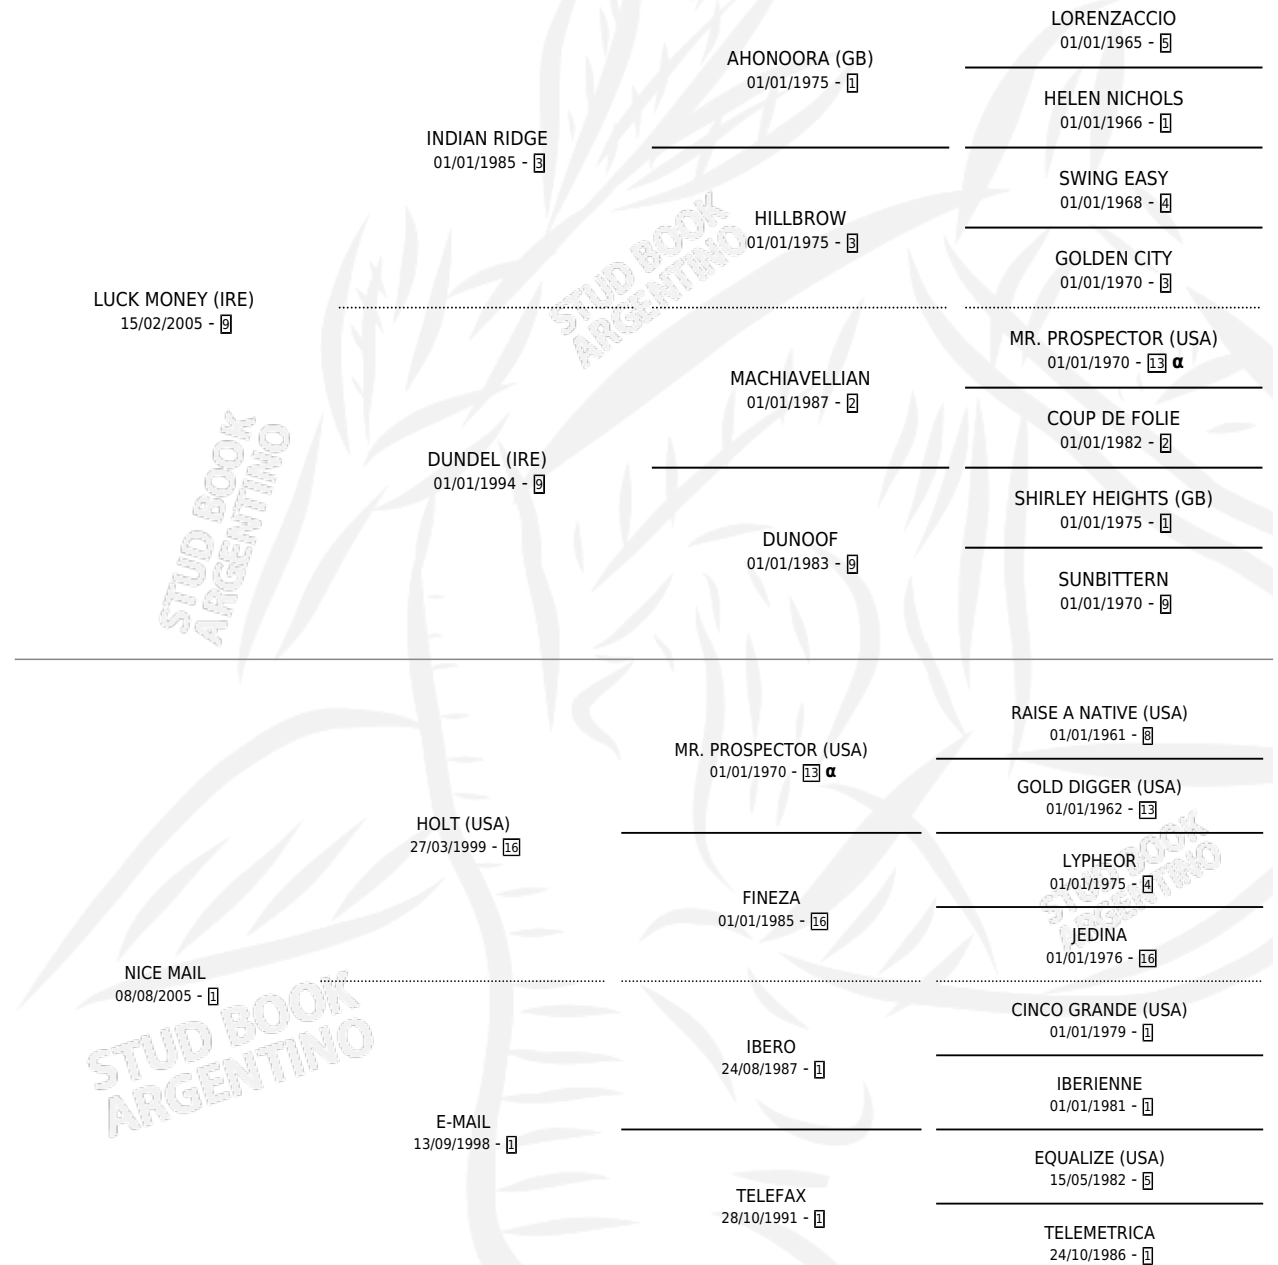 LORENZACCIO
01/01/1965 - 5
AHONOORA (GB)
01/01/1975 - 1
HELEN NICHOLS
01/01/1966 - 1
INDIAN RIDGE
01/01/1985 - 3
SWING EASY
01/01/1968 - 4
HILLBROW
01/01/1975 - 3
GOLDEN CITY
01/01/1970 - 3
STUD BOOK
ARGENTINO
LUCK MONEY (IRE)
15/02/2005 - 9
MR. PROSPECTOR (USA)
01/01/1970 - 13 α
MACHIAVELLIAN
01/01/1987 - 2
COUP DE FOLIE
01/01/1982 - 2
DUNDEL (IRE)
01/01/1994 - 9
SHIRLEY HEIGHTS (GB)
01/01/1975 - 1
DUNOOF
01/01/1983 - 9
SUNBITTERN
01/01/1970 - 9
STUD BOOK
ARGENTINO
RAISE A NATIVE (USA)
01/01/1961 - 8
MR. PROSPECTOR (USA)
01/01/1970 - 13 α
GOLD DIGGER (USA)
01/01/1962 - 13
HOLT (USA)
27/03/1999 - 16
LYPHEOR
01/01/1975 - 4
FINEZA
01/01/1985 - 16
JEDINA
01/01/1976 - 16
STUD BOOK
ARGENTINO
NICE MAIL
08/08/2005 - 1
CINCO GRANDE (USA)
01/01/1979 - 1
IBERO
24/08/1987 - 1
IBERIENNE
01/01/1981 - 1
E-MAIL
13/09/1998 - 1
EQUALIZE (USA)
15/05/1982 - 5
TELEFAX
28/10/1991 - 1
TELEMETRICA
24/10/1986 - 1
STUD BOOK
ARGENTINO